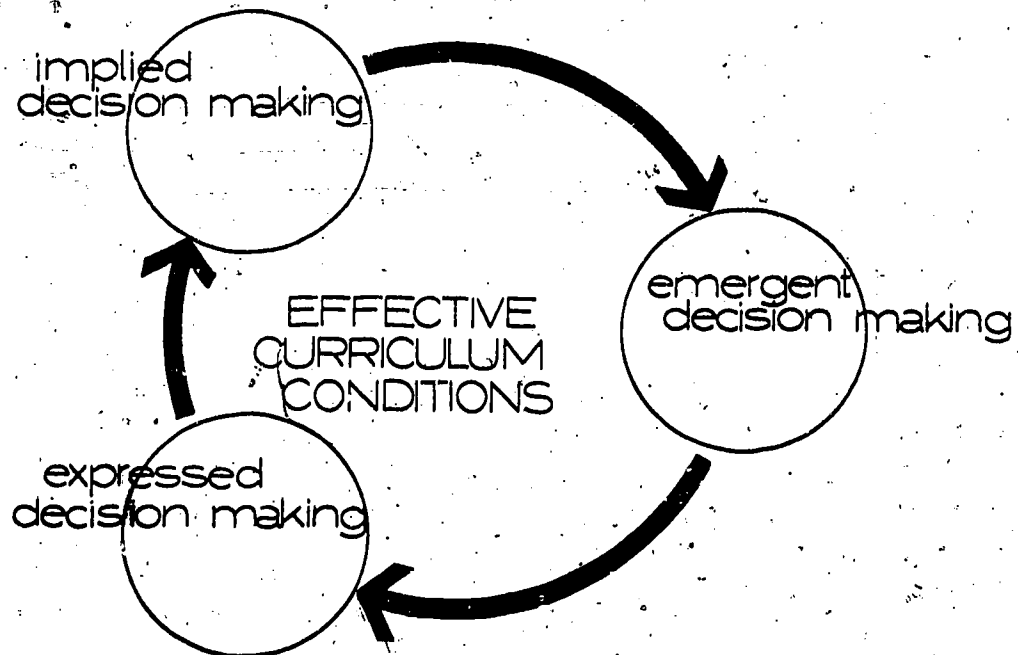 implied
decision making
emergent
decision making
EFFECTIVE
CURRICULUM
CONDITIONS
expressed
decision making